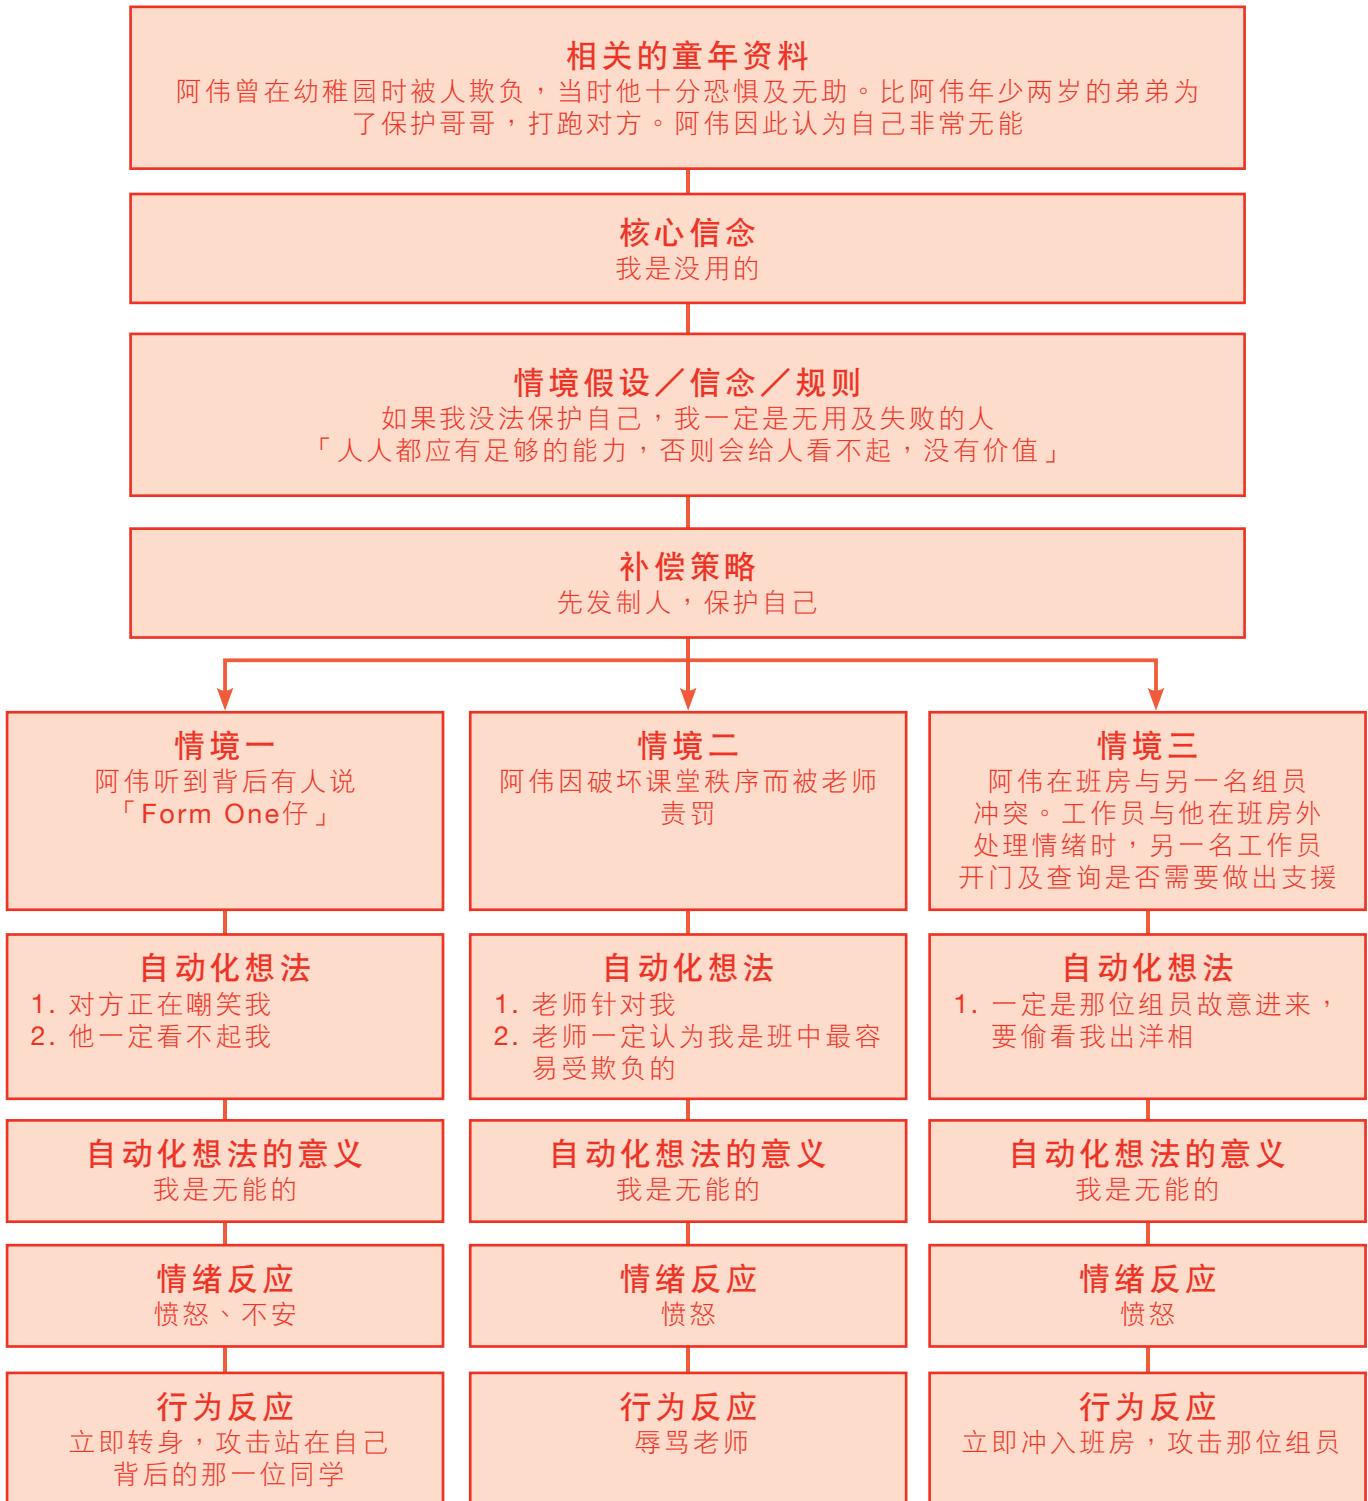 相关的童年资料
阿伟曾在幼稚园时被人欺负，当时他十分恐惧及无助。比阿伟年少两岁的弟弟为
了保护哥哥，打跑对方。阿伟因此认为自己非常无能
核心信念
我是没用的
情境假设／信念／规则
如果我没法保护自己，我一定是无用及失败的人
「人人都应有足够的能力，否则会给人看不起，没有价值」
补偿策略
先发制人，保护自己
情境一
阿伟听到背后有人说
「Form One仔」
自动化想法
1. 对方正在嘲笑我
2. 他一定看不起我
自动化想法的意义
我是无能的
情绪反应
愤怒、不安
行为反应
立即转身，攻击站在自己
背后的那一位同学
情境二
阿伟因破坏课堂秩序而被老师
责罚
自动化想法
1. 老师针对我
2. 老师一定认为我是班中最容
易受欺负的
自动化想法的意义
我是无能的
情绪反应
愤怒
行为反应
辱骂老师
情境三
阿伟在班房与另一名组员
冲突。工作员与他在班房外
处理情绪时，另一名工作员
开门及查询是否需要做出支援
自动化想法
1. 一定是那位组员故意进来，
要偷看我出洋相
自动化想法的意义
我是无能的
情绪反应
愤怒
行为反应
立即冲入班房，攻击那位组员